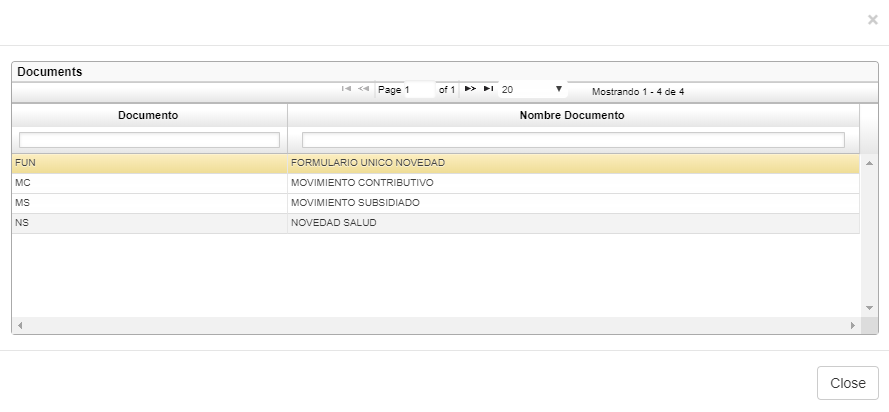 ×
Documents
Page 1 of 1 20 Mostrando 1 - 4 de 4
Documento Nombre Documento
FUN FORMULARIO UNICO NOVEDAD
MC MOVIMIENTO CONTRIBUTIVO
MS MOVIMIENTO SUBSIDIADO
NS NOVEDAD SALUD
Close